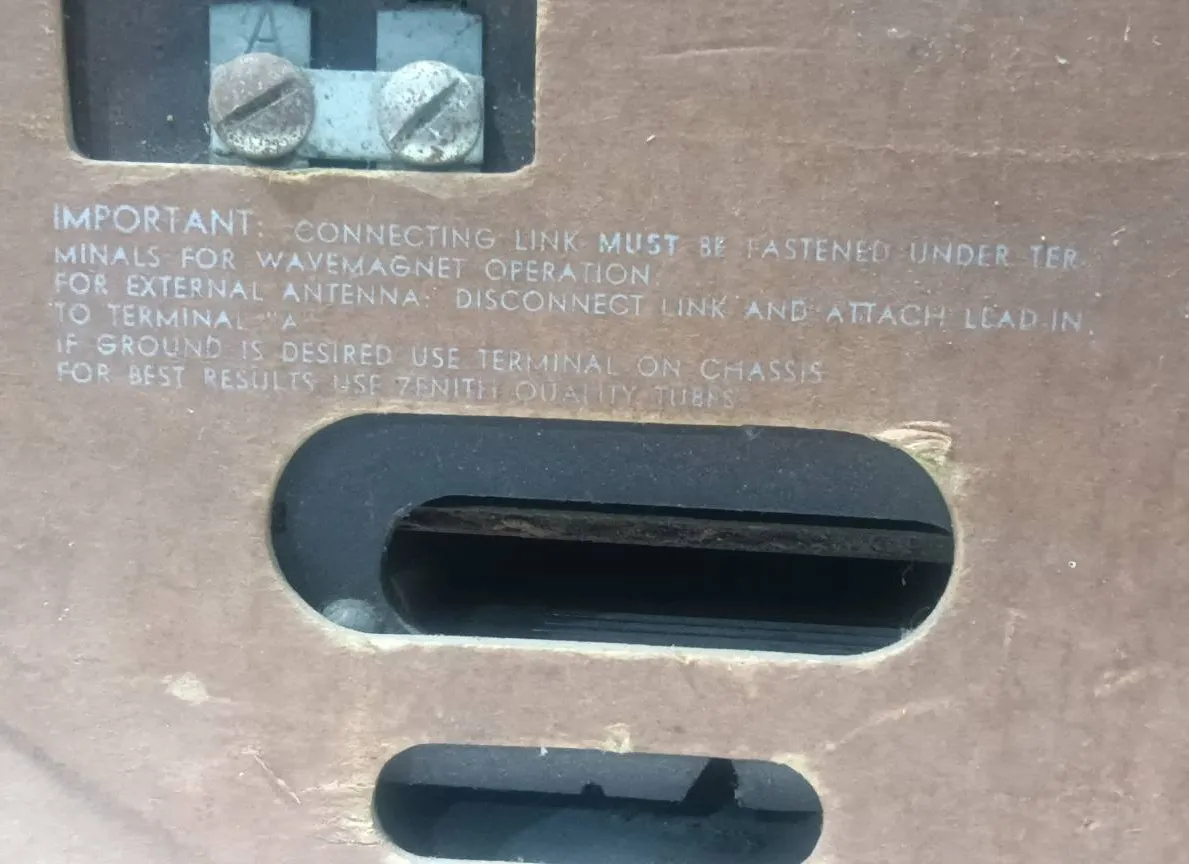 A
IMPORTANT: CONNECTING LINK MUST BE FASTENED UNDER TER-
MINALS FOR WAVEMAGNET OPERATION.
FOR EXTERNAL ANTENNA: DISCONNECT LINK AND ATTACH LEAD-IN
TO TERMINAL "A"
IF GROUND IS DESIRED USE TERMINAL ON CHASSIS
FOR BEST RESULTS USE ZENITH QUALITY TUBES